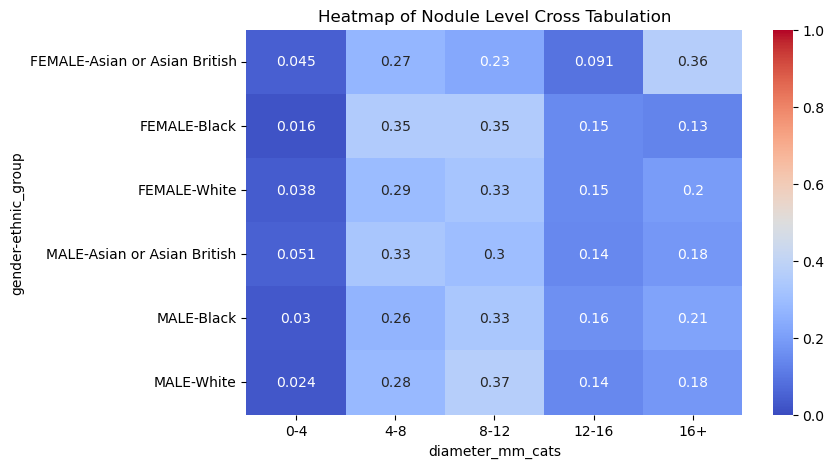 Heatmap of Nodule Level Cross Tabulation
gender-ethnic_group
FEMALE-Asian or Asian British 0.045 0.27 0.23 0.091 0.36
FEMALE-Black 0.016 0.35 0.35 0.15 0.13
FEMALE-White 0.038 0.29 0.33 0.15 0.2
MALE-Asian or Asian British 0.051 0.33 0.3 0.14 0.18
MALE-Black 0.03 0.26 0.33 0.16 0.21
MALE-White 0.024 0.28 0.37 0.14 0.18
0-4 4-8 8-12 12-16 16+
diameter_mm_cats
1.0
0.8
0.6
0.4
0.2
0.0